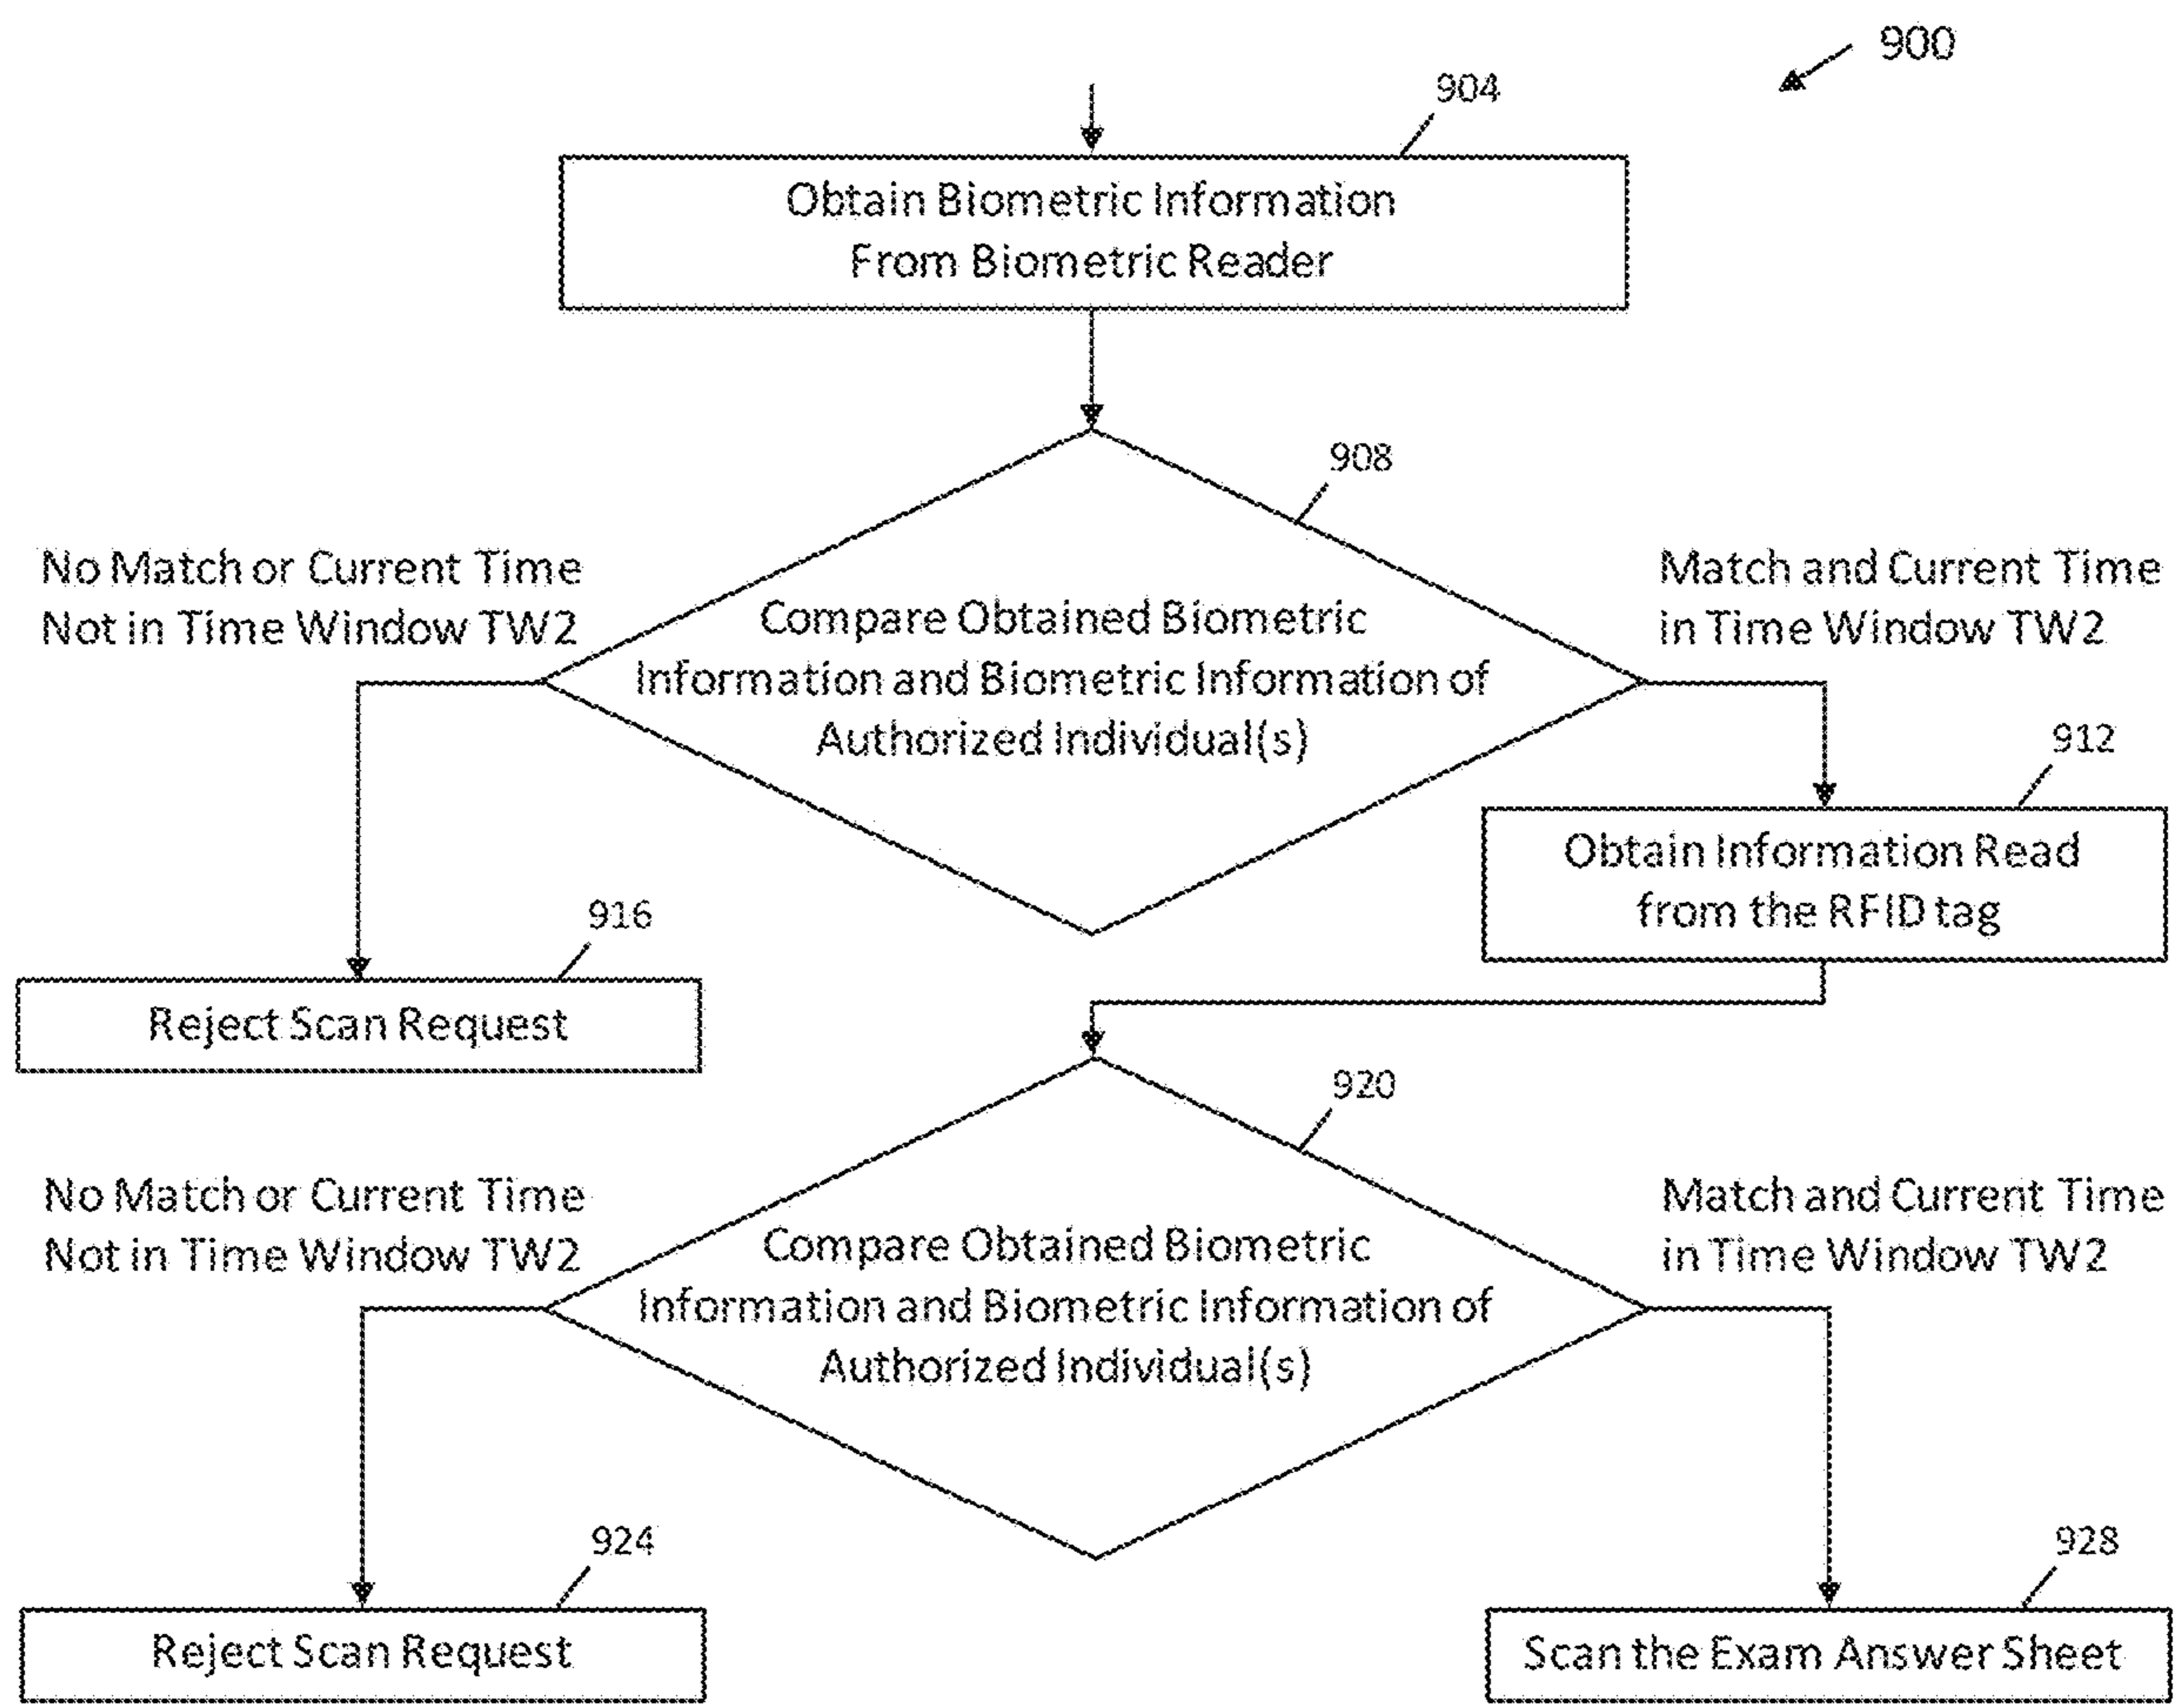 900
904
Obtain Biometric Information
From Biometric Reader
908
No Match or Current Time
Not in Time Window TW2
Match and Current Time
in Time Window TW2
Compare Obtained Biometric
Information and Biometric Information of
Authorized Individual(s)
912
Obtain Information Read
from the RFID tag
916
Reject Scan Request
920
No Match or Current Time
Not in Time Window TW2
Match and Current Time
in Time Window TW2
Compare Obtained Biometric
Information and Biometric Information of
Authorized Individual(s)
924
Reject Scan Request
928
Scan the Exam Answer Sheet